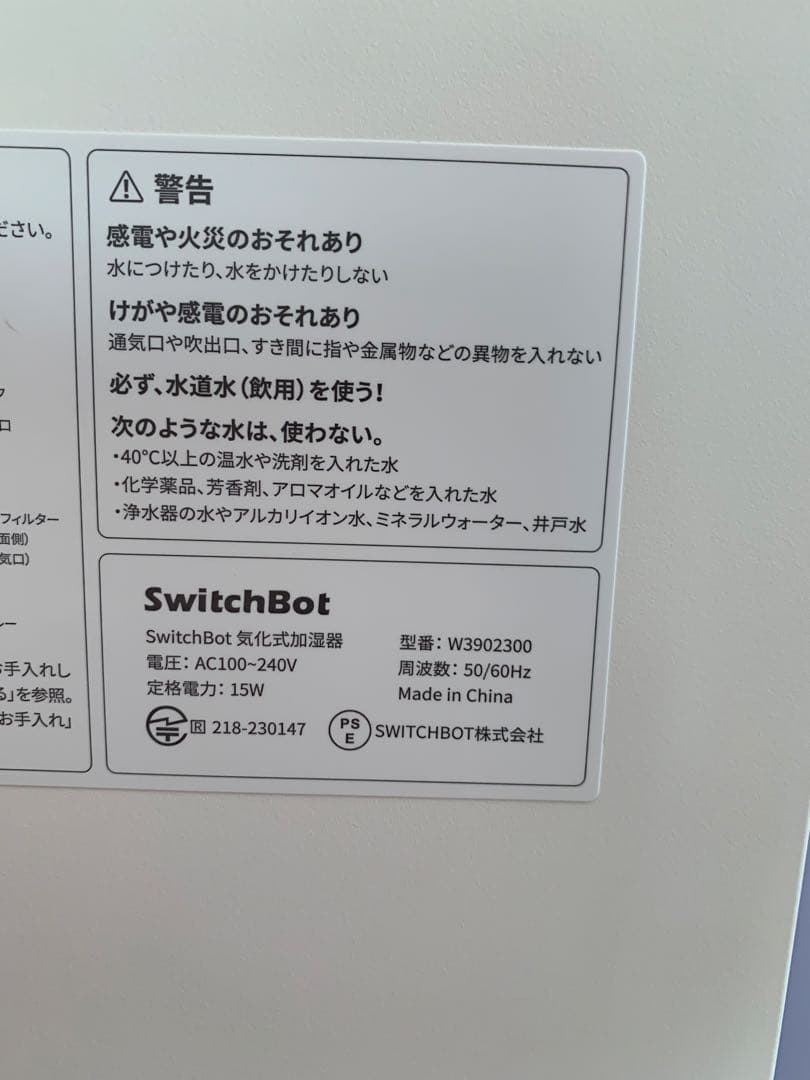 ださい。
フィルター
面側)
気口)
お手入れし
る」を参照。
お手入れ」
警告
感電や火災のおそれあり
水につけたり、水をかけたりしない
けがや感電のおそれあり
通気口や吹出口、すき間に指や金属物などの異物を入れない
必ず、水道水(飲用)を使う!
次のような水は、使わない。
・40℃以上の温水や洗剤を入れた水
・化学薬品、芳香剤、アロマオイルなどを入れた水
・浄水器の水やアルカリイオン水、ミネラルウォーター、井戸水
SwitchBot
SwitchBot 気化式加湿器
型番: W3902300
電圧: AC100~240V
周波数: 50/60Hz
定格電力: 15W
Made in China
R 218-230147
PS
E
SWITCHBOT株式会社